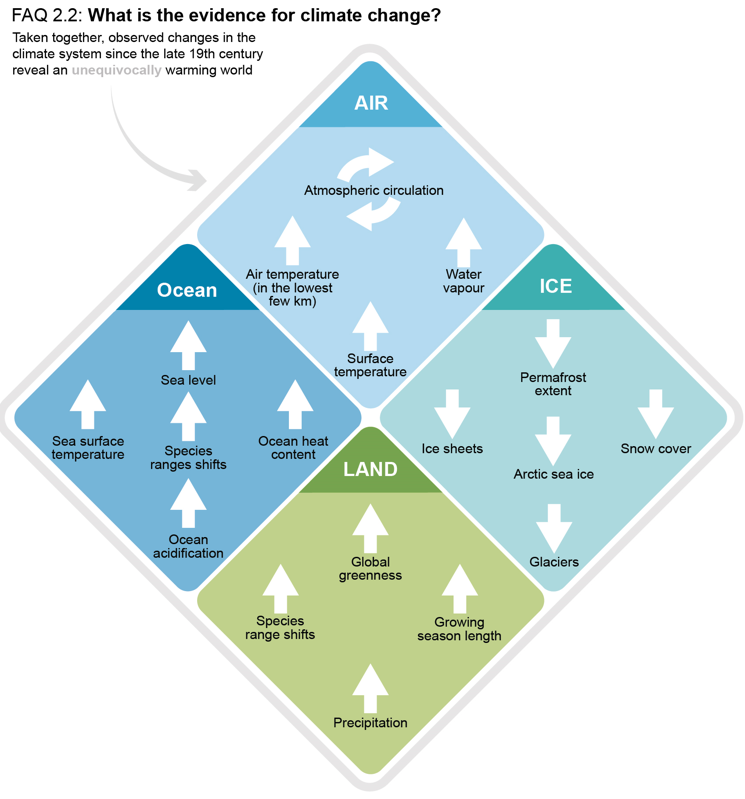 FAQ 2.2: What is the evidence for climate change?
Taken together, observed changes in the
climate system since the late 19th century
reveal an unequivocally warming world
AIR
Atmospheric circulation
Air temperature
(in the lowest
few km)
Water
vapour
Surface
temperature
Ocean
Sea level
Sea surface
temperature
Species
ranges shifts
Ocean heat
content
Ocean
acidification
ICE
Permafrost
extent
Ice sheets
Snow cover
Arctic sea ice
Glaciers
LAND
Global
greenness
Species
range shifts
Growing
season length
Precipitation